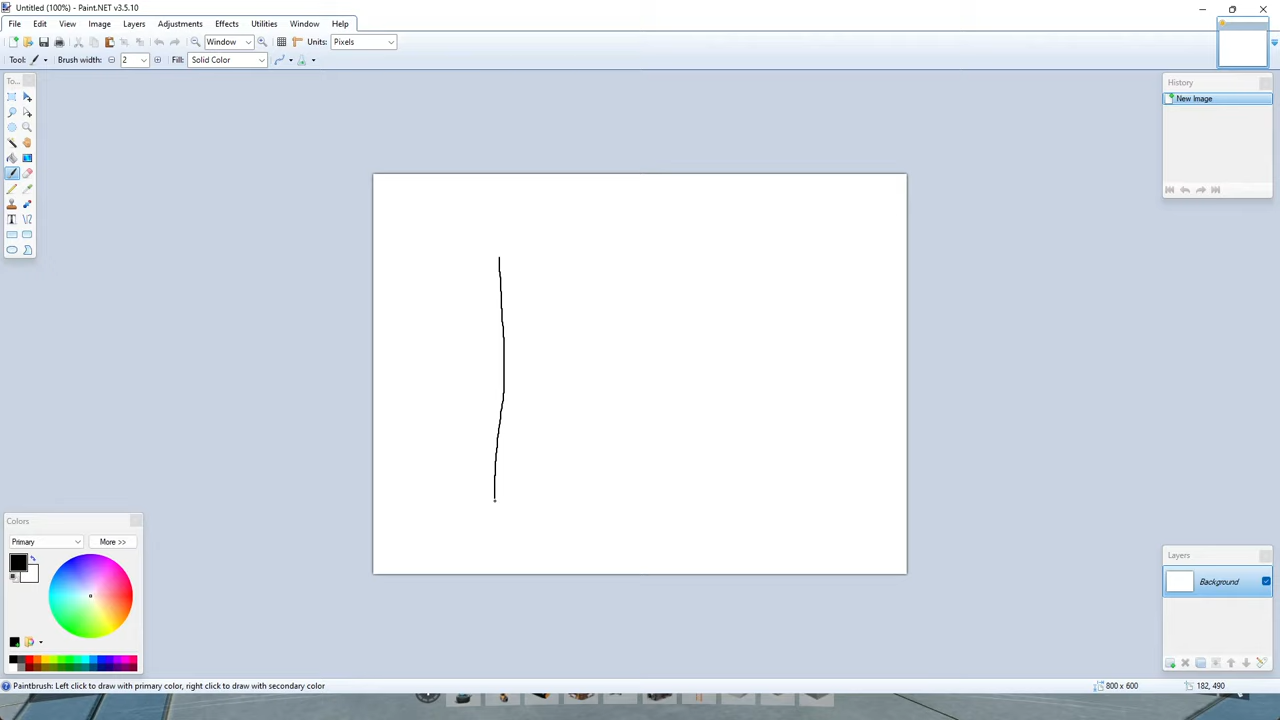 Untitled (100%) - Paint.NET v3.5.10
File Edit View Image Layers Adjustments Effects Utilities Window Help
Window Units: Pixels
Tool: Brush width: 2 Fill: Solid Color
To...
History
New Image
Colors
Primary More >>
Layers
Background
Paintbrush: Left click to draw with primary color, right click to draw with secondary color 800 x 600 182, 490